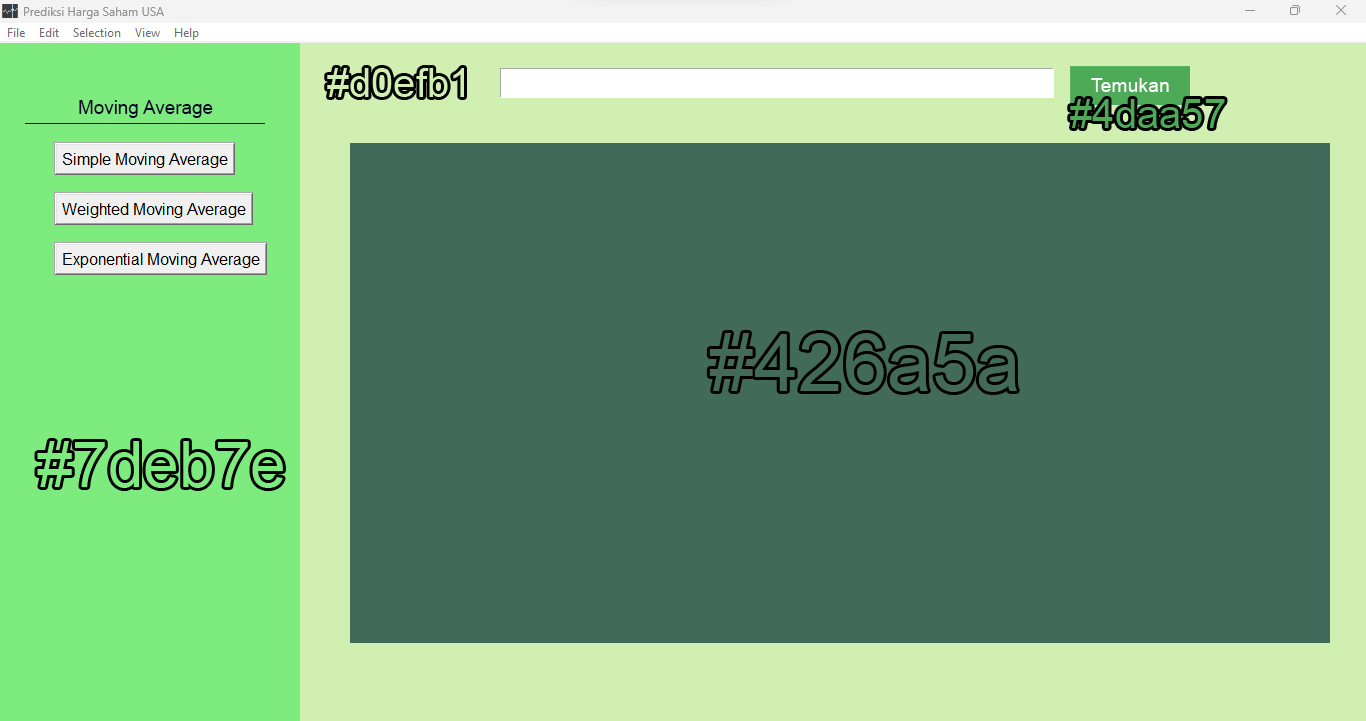 Prediksi Harga Saham USA
File Edit Selection View Help
#d0efb1
Temukan
#4daa57
Moving Average
Simple Moving Average
Weighted Moving Average
Exponential Moving Average
#426a5a
#7deb7e